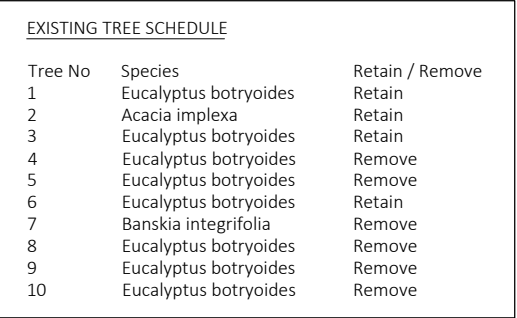 EXISTING TREE SCHEDULE
Tree No Species Retain / Remove
1 Eucalyptus botryoides Retain
2 Acacia implexa Retain
3 Eucalyptus botryoides Retain
4 Eucalyptus botryoides Remove
5 Eucalyptus botryoides Remove
6 Eucalyptus botryoides Retain
7 Banskia integrifolia Remove
8 Eucalyptus botryoides Remove
9 Eucalyptus botryoides Remove
10 Eucalyptus botryoides Remove